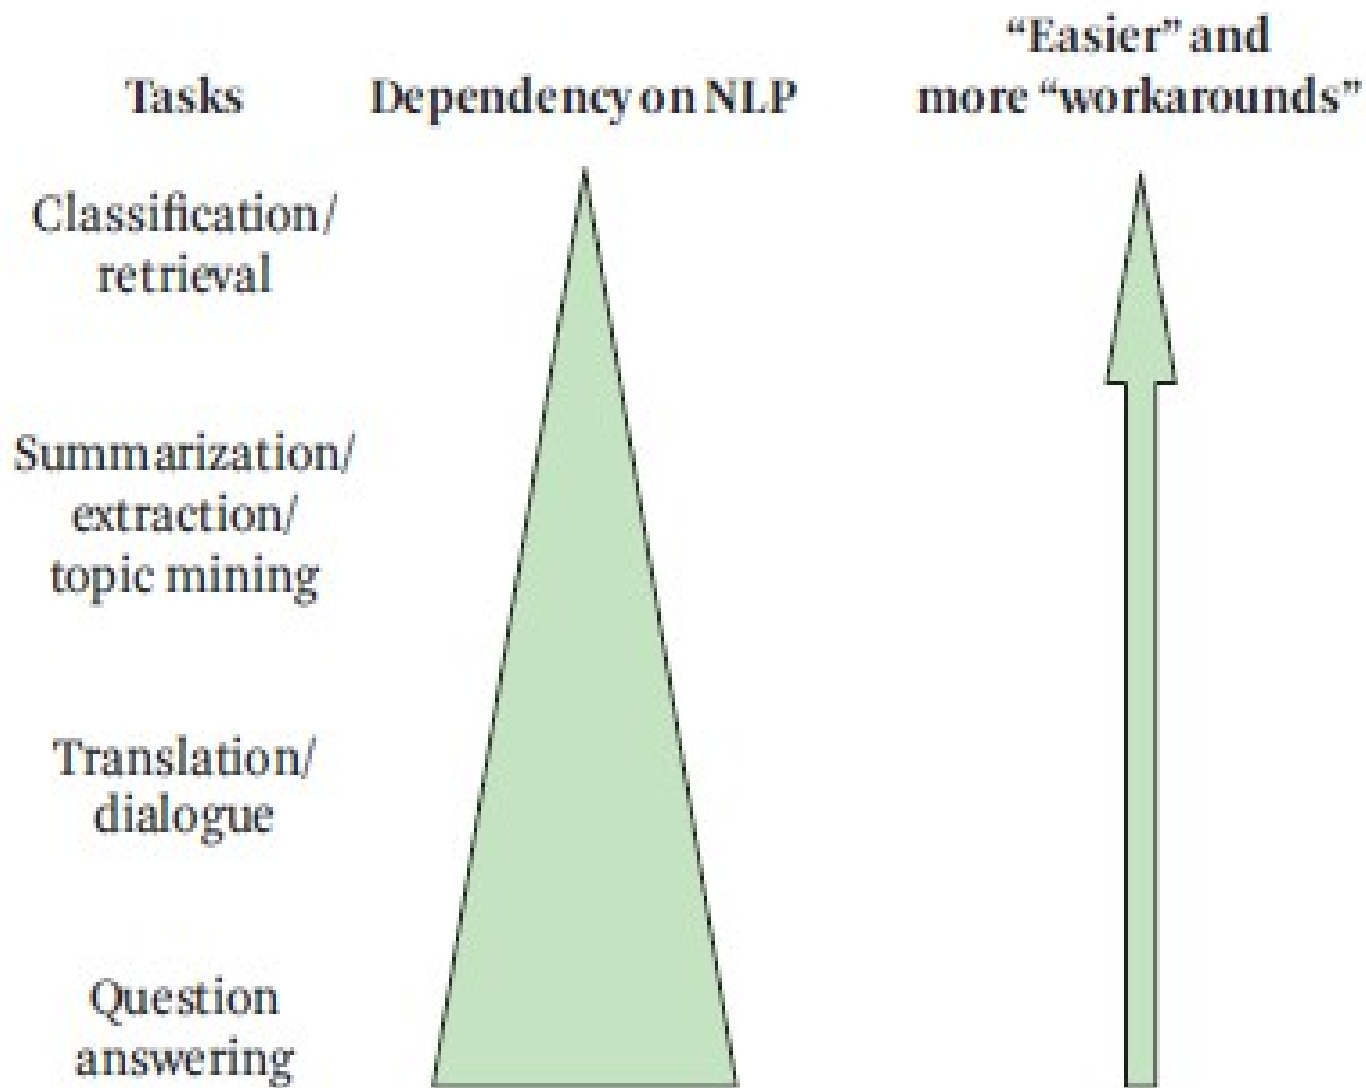 Tasks
Dependency on NLP
“Easier” and
more “workarounds”
Classification/
retrieval
Summarization/
extraction/
topic mining
Translation/
dialogue
Question
answering